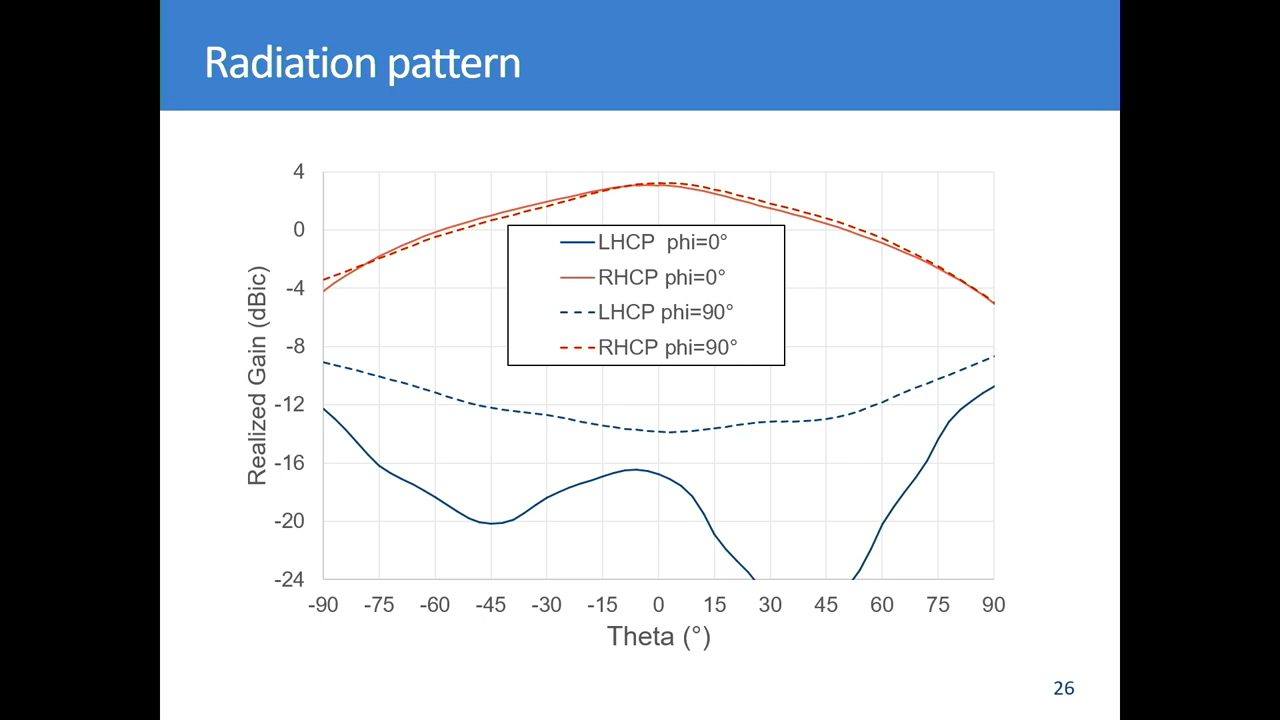 Radiation pattern
4
0
-4
-8
-12
-16
-20
-24
Realized Gain (dBic)
LHCP phi=0°
RHCP phi=0°
LHCP phi=90°
RHCP phi=90°
-90 -75 -60 -45 -30 -15 0 15 30 45 60 75 90
Theta (°)
26